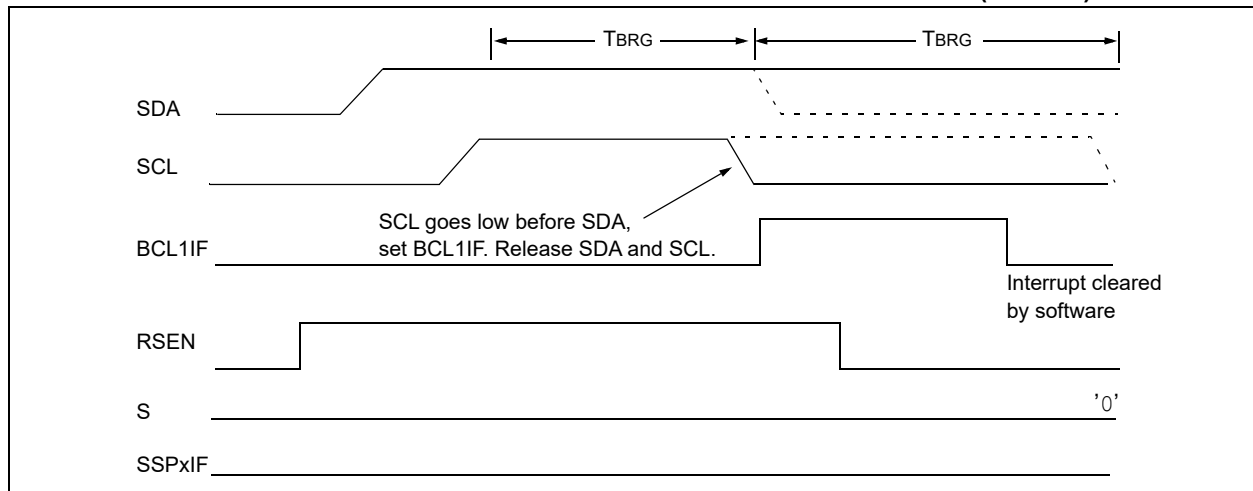 TBRG TBRG
SDA
SCL
SCL goes low before SDA,
set BCL1IF. Release SDA and SCL.
BCL1IF
Interrupt cleared
by software
RSEN
S
'0'
SSPxIF